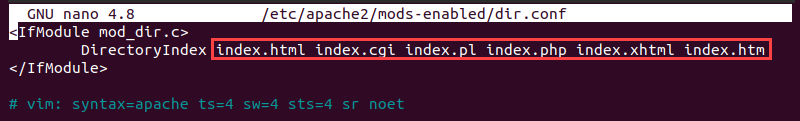 GNU nano 4.8 /etc/apache2/mods-enabled/dir.conf
<IfModule mod_dir.c>
DirectoryIndex index.html index.cgi index.pl index.php index.xhtml index.htm
</IfModule>
# vim: syntax=apache ts=4 sw=4 sts=4 sr noet